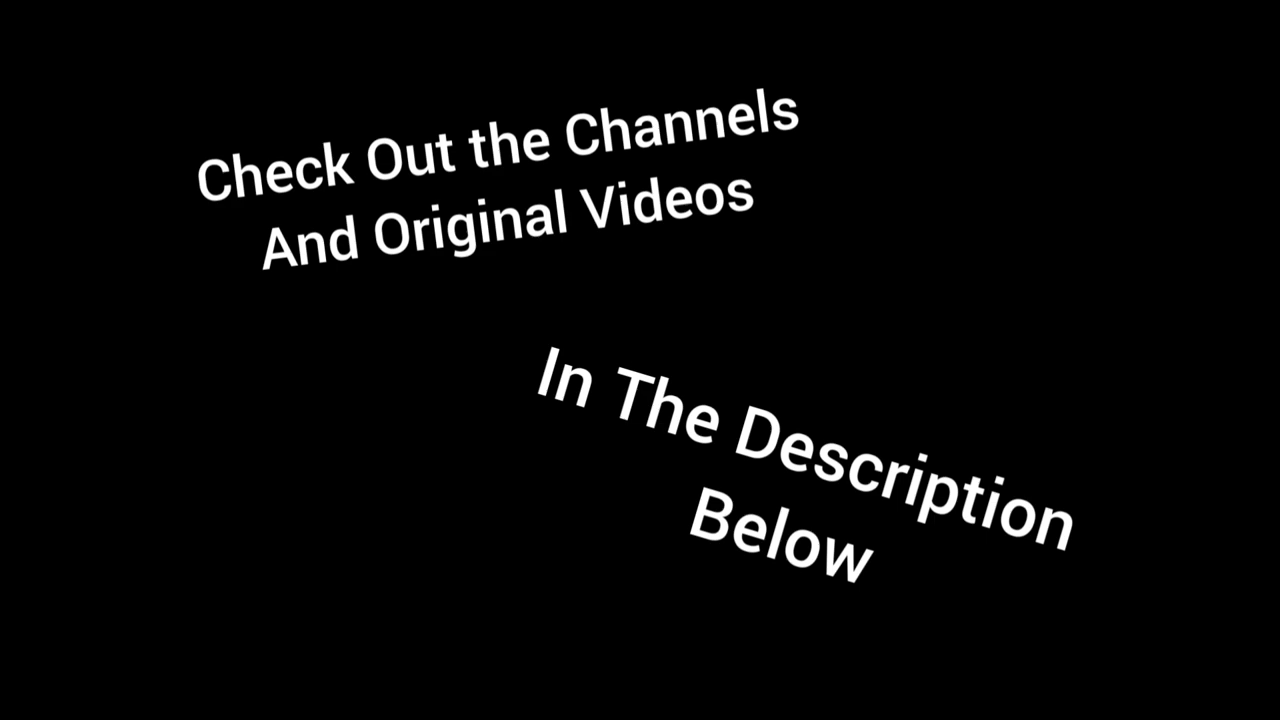 Check Out the Channels
And Original Videos
In The Description
Below